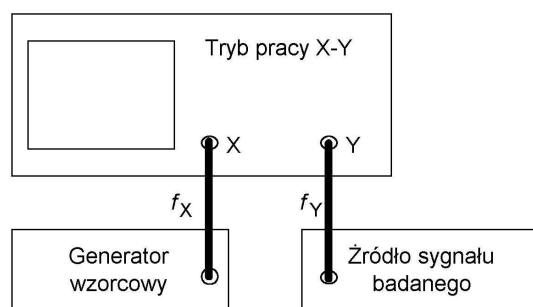 Tryb pracy X-Y
X
Y
fX
fY
Generator
wzorcowy
Źródło sygnału
badanego